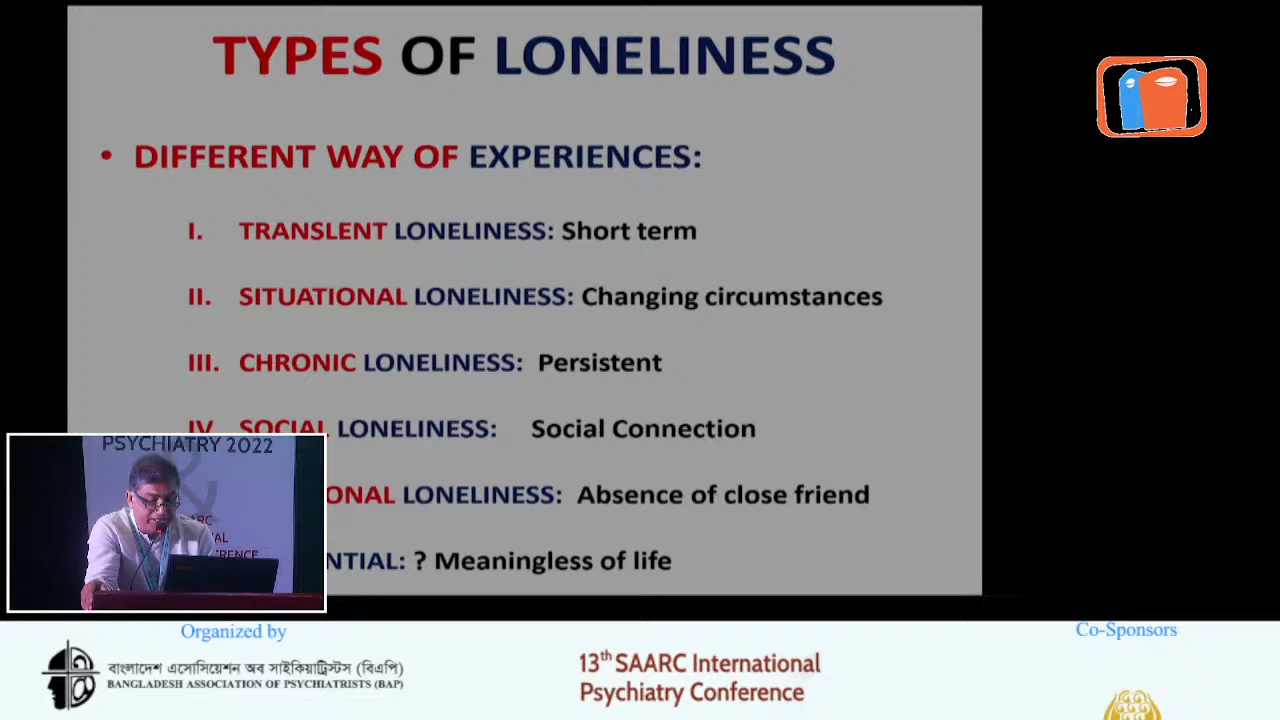 TYPES OF LONELINESS
• DIFFERENT WAY OF EXPERIENCES:
I. TRANSLENT LONELINESS: Short term
II. SITUATIONAL LONELINESS: Changing circumstances
III. CHRONIC LONELINESS: Persistent
IV SOCIAL LONELINESS: Social Connection
ONAL LONELINESS: Absence of close friend
NTIAL: ? Meaningless of life
PSYCHIATRY 2022
Organized by
বাংলাদেশ এসোসিয়েশন অব সাইকিয়াট্রিস্টস (বিএপি)
BANGLADESH ASSOCIATION OF PSYCHIATRISTS (BAP)
13th SAARC International
Psychiatry Conference
Co-Sponsors